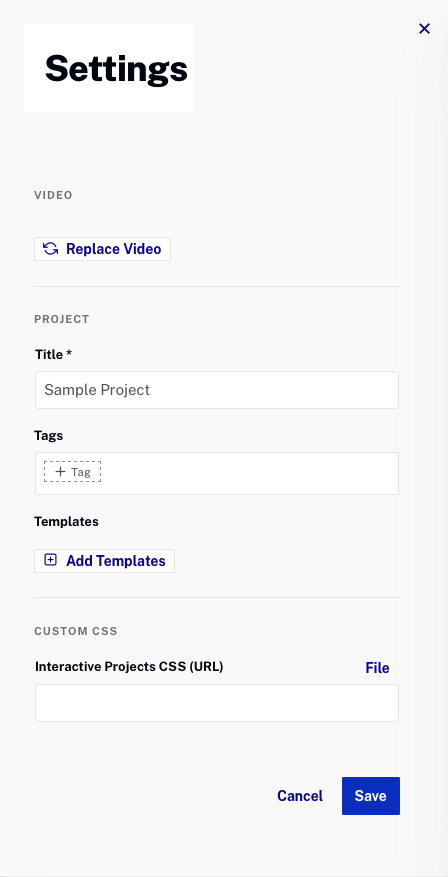 Settings
VIDEO
Replace Video
PROJECT
Title *
Sample Project
Tags
+ Tag
Templates
Add Templates
CUSTOM CSS
Interactive Projects CSS (URL) File
Cancel Save